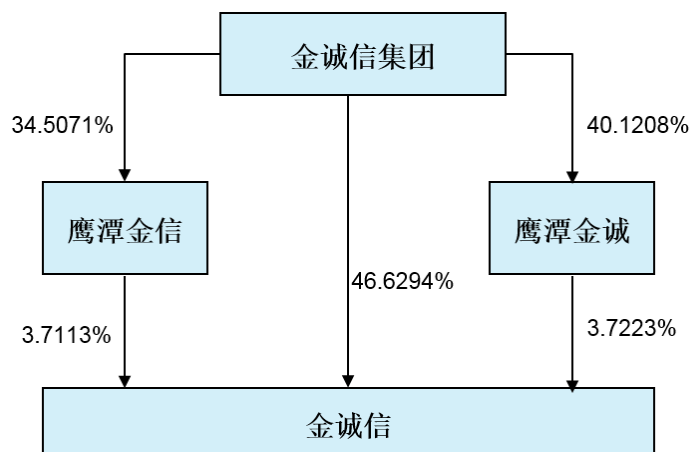 金诚信集团
34.5071%
40.1208%
鹰潭金信
鹰潭金诚
46.6294%
3.7113%
3.7223%
金诚信